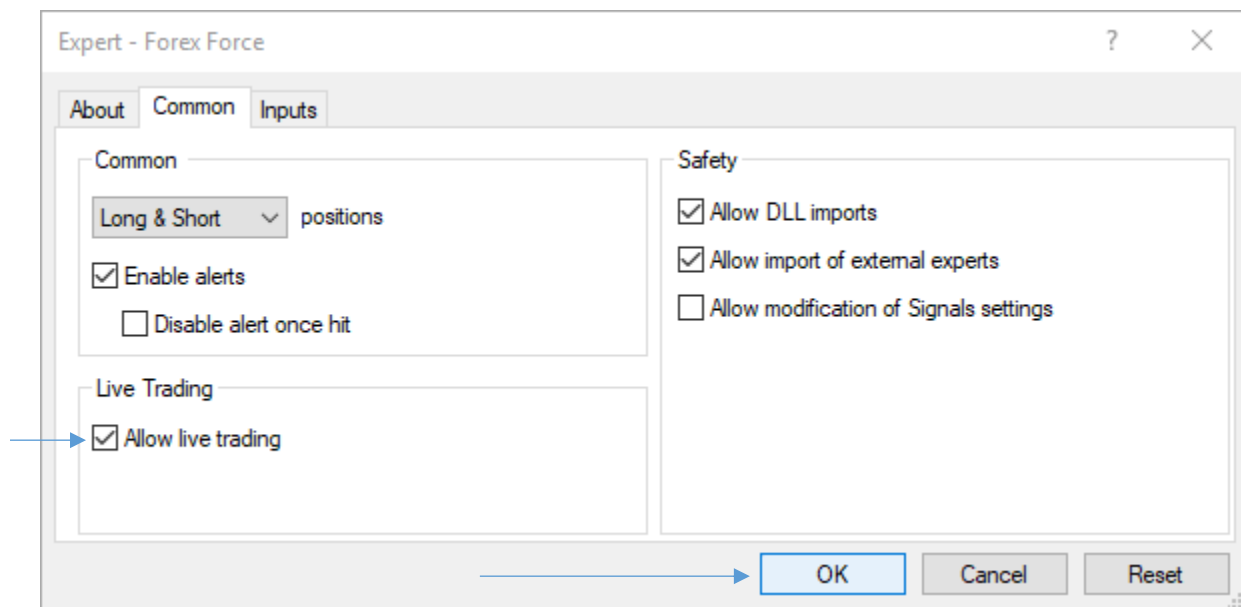 Expert - Forex Force
?
About Common Inputs
Common
Long & Short positions
Enable alerts
Disable alert once hit
Live Trading
Allow live trading
Safety
Allow DLL imports
Allow import of external experts
Allow modification of Signals settings
OK Cancel Reset